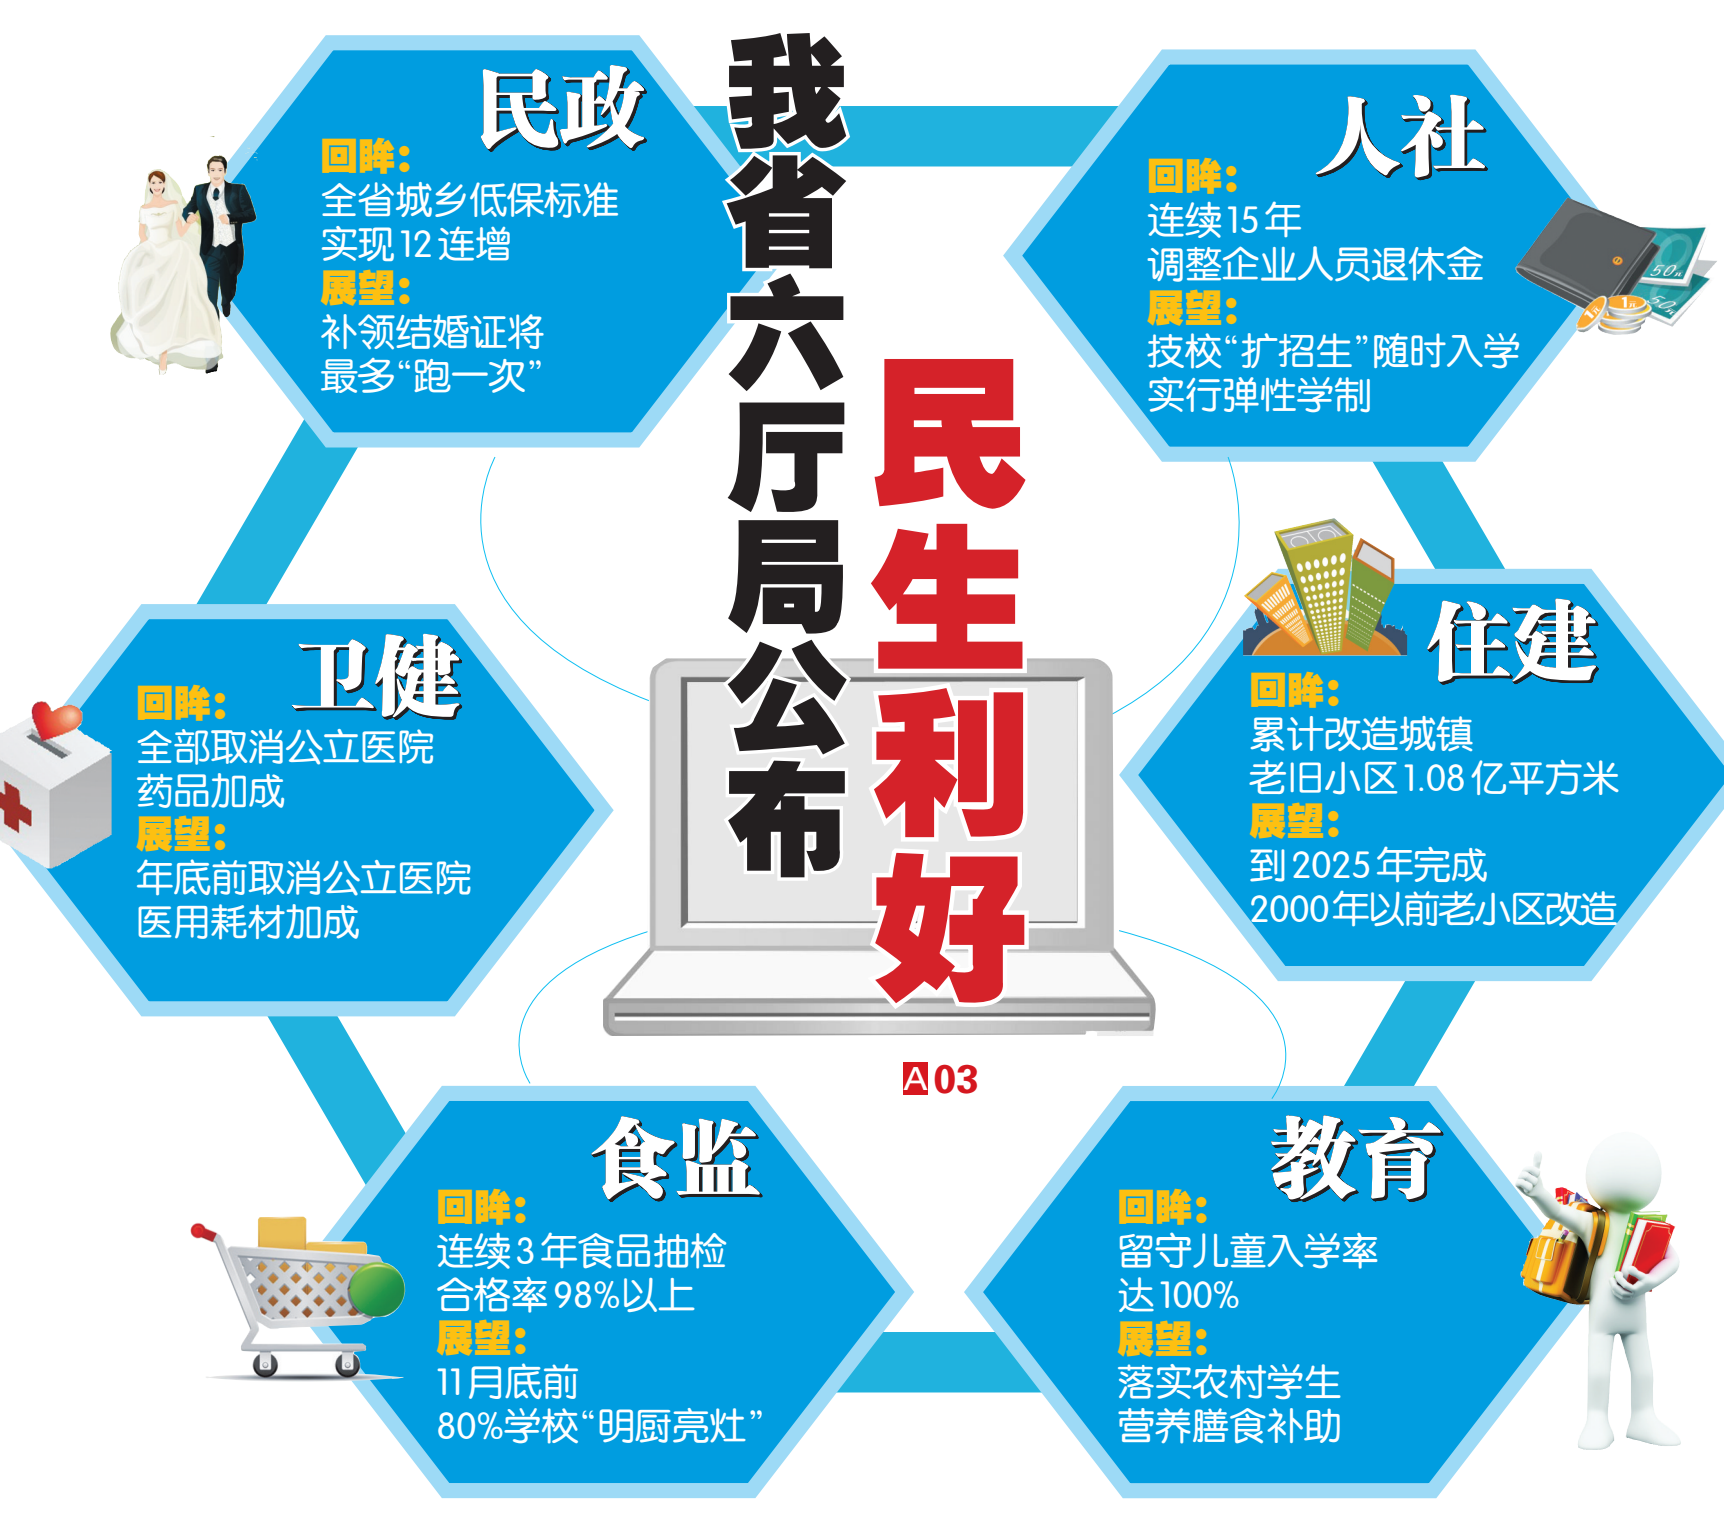 我省六厅局公布
民生利好
A03
民政
回眸：
全省城乡低保标准
实现12连增
展望：
补领结婚证将
最多“跑一次”
人社
回眸：
连续15年
调整企业人员退休金
展望：
技校“扩招生”随时入学
实行弹性学制
50元
50元
1元
1元
卫健
回眸：
全部取消公立医院
药品加成
展望：
年底前取消公立医院
医用耗材加成
住建
回眸：
累计改造城镇
老旧小区1.08亿平方米
展望：
到2025年完成
2000年以前老小区改造
食监
回眸：
连续3年食品抽检
合格率98%以上
展望：
11月底前
80%学校“明厨亮灶”
教育
回眸：
留守儿童入学率
达100%
展望：
落实农村学生
营养膳食补助